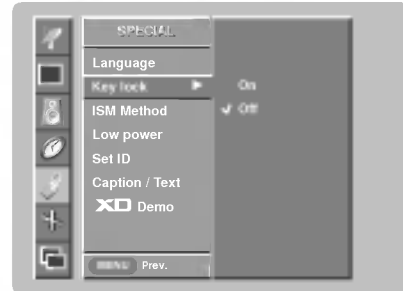 SPECIAL
Language
Key lock
On
ISM Method
Off
Low power
Set ID
Caption / Text
XD Demo
MENU Prev.